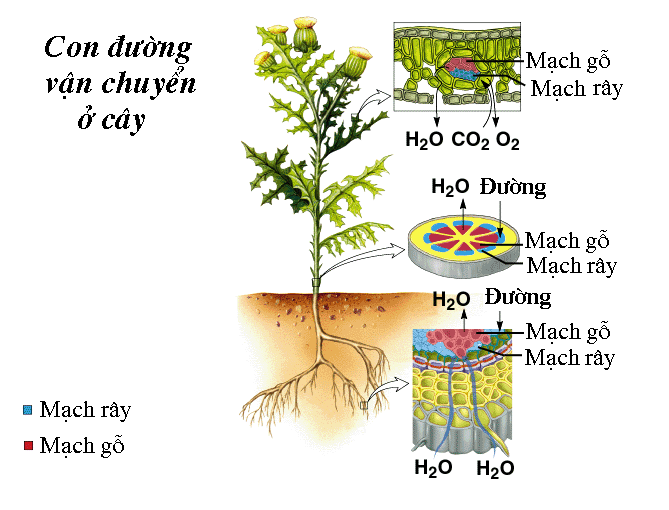 Con đường
vận chuyển
ở cây
Mạch gỗ
Mạch rây
H2O CO2 O2
H2O Đường
Mạch gỗ
Mạch rây
H2O Đường
Mạch gỗ
Mạch rây
H2O H2O
Mạch rây
Mạch gỗ